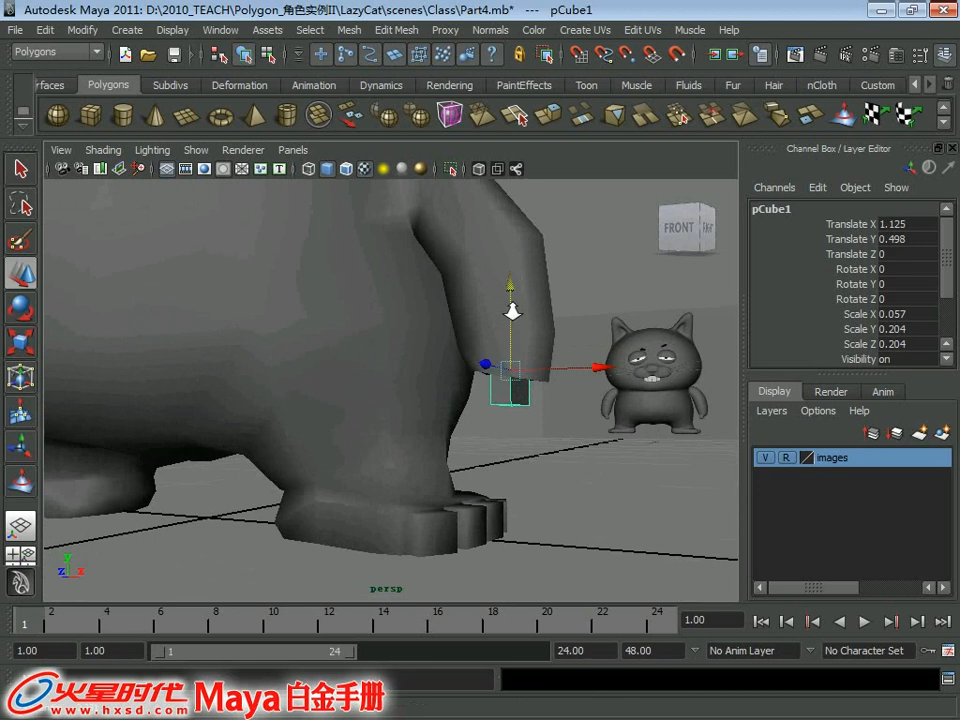 Autodesk Maya 2011: D:\2010_TEACH\Polygon_角色实例II\LazyCat\scenes\Class\Part4.mb* --- pCube1
File Edit Modify Create Display Window Assets Select Mesh Edit Mesh Proxy Normals Color Create UVs Edit UVs Muscle Help
Polygons
rfaces Polygons Subdivs Deformation Animation Dynamics Rendering PaintEffects Toon Muscle Fluids Fur Hair nCloth Custom
View Shading Lighting Show Renderer Panels
Channel Box / Layer Editor
Channels Edit Object Show
pCube1
Translate X 1.125
Translate Y 0.498
Translate Z 0
Rotate X 0
Rotate Y 0
Rotate Z 0
Scale X 0.057
Scale Y 0.204
Scale Z 0.204
Visibility on
FRONT
Display Render Anim
Layers Options Help
V R images
y
z x
persp
2 4 6 8 10 12 14 16 18 20 22 24
1
1.00
1.00 1.00 1 24 24.00 48.00 No Anim Layer No Character Set
火星时代
www.hxsd.com
Maya 白金手册